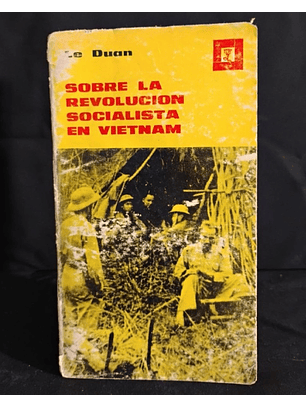 Le Duan
SOBRE LA
REVOLUCION
SOCIALISTA
EN VIETNAM